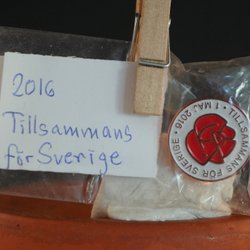 2016
Tillsammans
för Sverige
TILLSAMMANS FÖR SVERIGE • 1 MAJ 2016 •